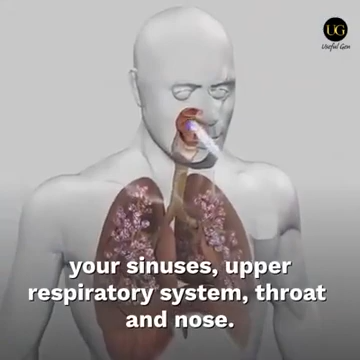 UG
Useful Gen
your sinuses, upper
respiratory system, throat
and nose.